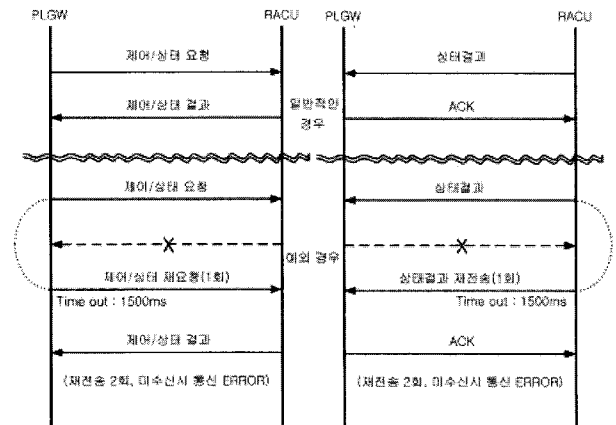 PLGW RACU PLGW RACU
제어/상태 요청
상태결과
제어/상태 결과
일반적인
경우
ACK
제어/상태 요청
상태결과
예외 경우
제어/상태 재요청(1회)
상태결과 재전송(1회)
Time out : 1500ms
Time out : 1500ms
제어/상태 결과
ACK
(재전송 2회, 미수신시 통신 ERROR)
(재전송 2회, 미수신시 통신 ERROR)